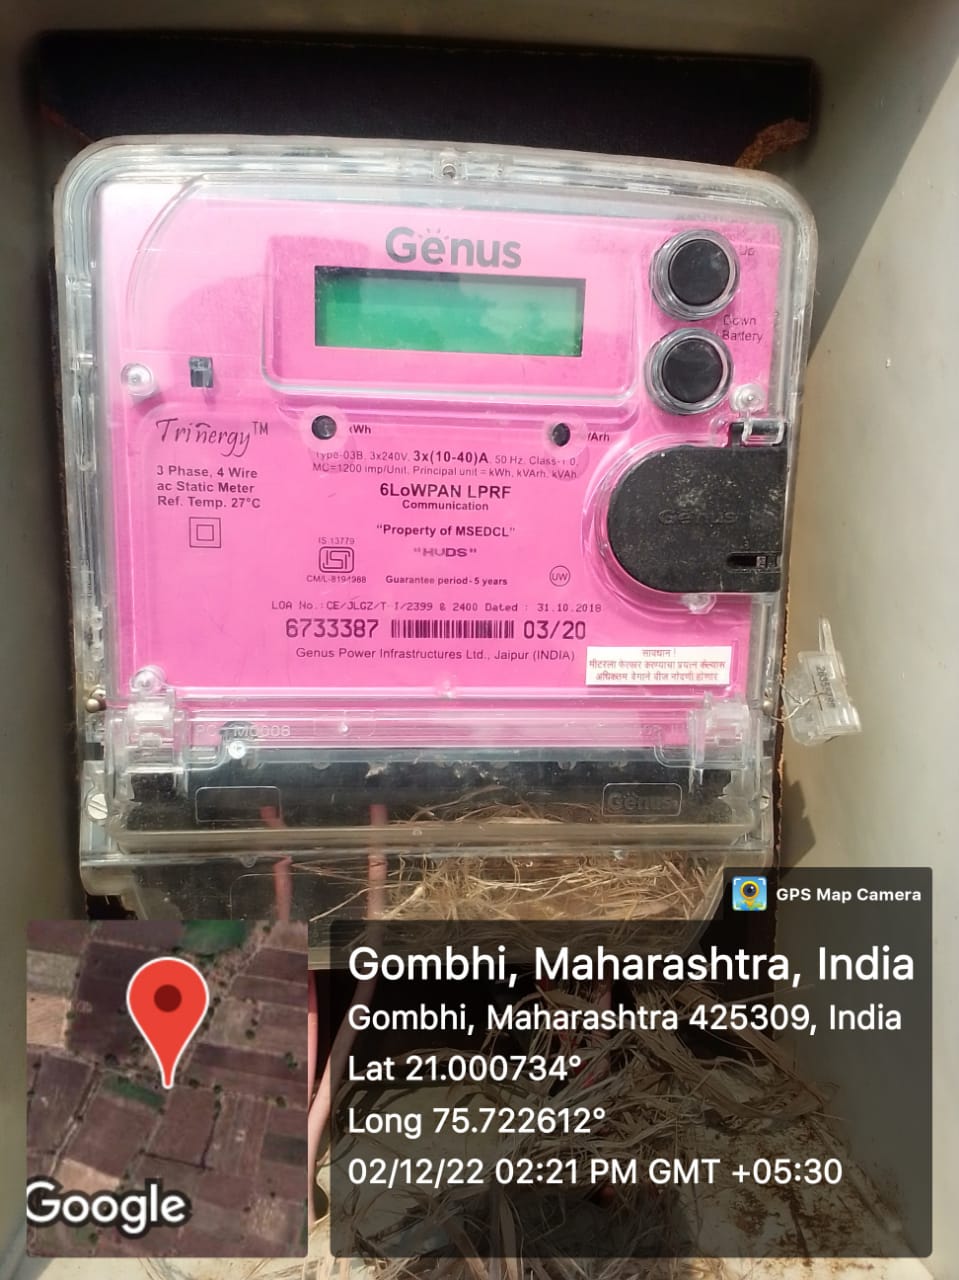 Genus
Up
Down
Battery
kWh
kVArh
Trinergy™
3 Phase, 4 Wire
ac Static Meter
Ref. Temp. 27°C
Type-03B, 3x240V, 3x(10-40)A, 50 Hz, Class-1.0,
MC=1200 imp/Unit, Principal unit = kWh, kVArh, kVAh
6LoWPAN LPRF
Communication
"Property of MSEDCL"
"HUDS"
IS 13779
ISI
CM/L-8194988
Guarantee period - 5 years
UW
Genus
LOA No.: CE/JLGZ/T-1/2399 & 2400 Dated : 31.10.2018
6733387 03/20
Genus Power Infrastructures Ltd., Jaipur (INDIA)
सावधान !
मीटरला फेरफार करण्याचा प्रयत्न केल्यास
अधिकतम वेगाने वीज नोंदणी होणार
Genus
GPS Map Camera
Gombhi, Maharashtra, India
Gombhi, Maharashtra 425309, India
Lat 21.000734°
Long 75.722612°
02/12/22 02:21 PM GMT +05:30
Google